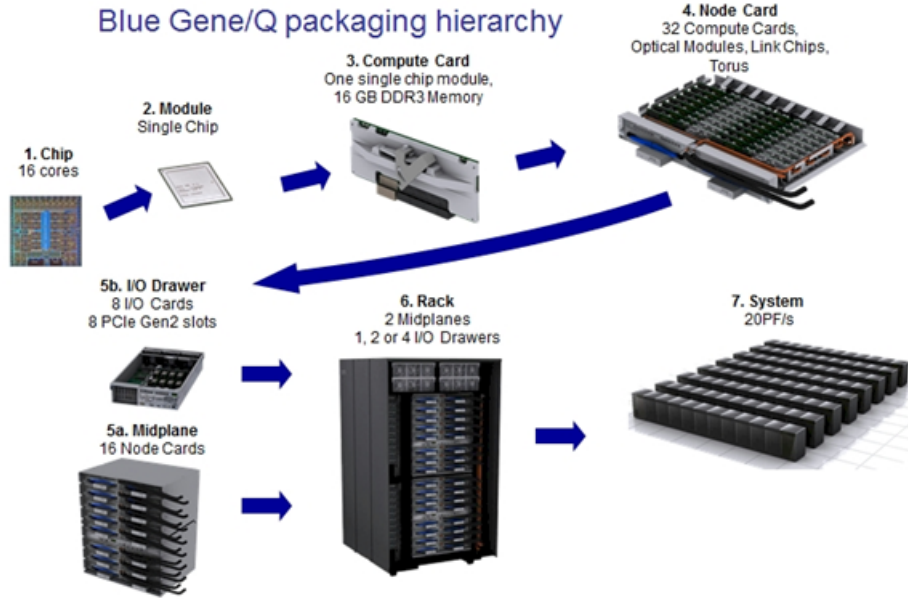 Blue Gene/Q packaging hierarchy
1. Chip
16 cores
2. Module
Single Chip
3. Compute Card
One single chip module,
16 GB DDR3 Memory
4. Node Card
32 Compute Cards,
Optical Modules, Link Chips,
Torus
5b. I/O Drawer
8 I/O Cards
8 PCIe Gen2 slots
5a. Midplane
16 Node Cards
6. Rack
2 Midplanes
1, 2 or 4 I/O Drawers
7. System
20PF/s